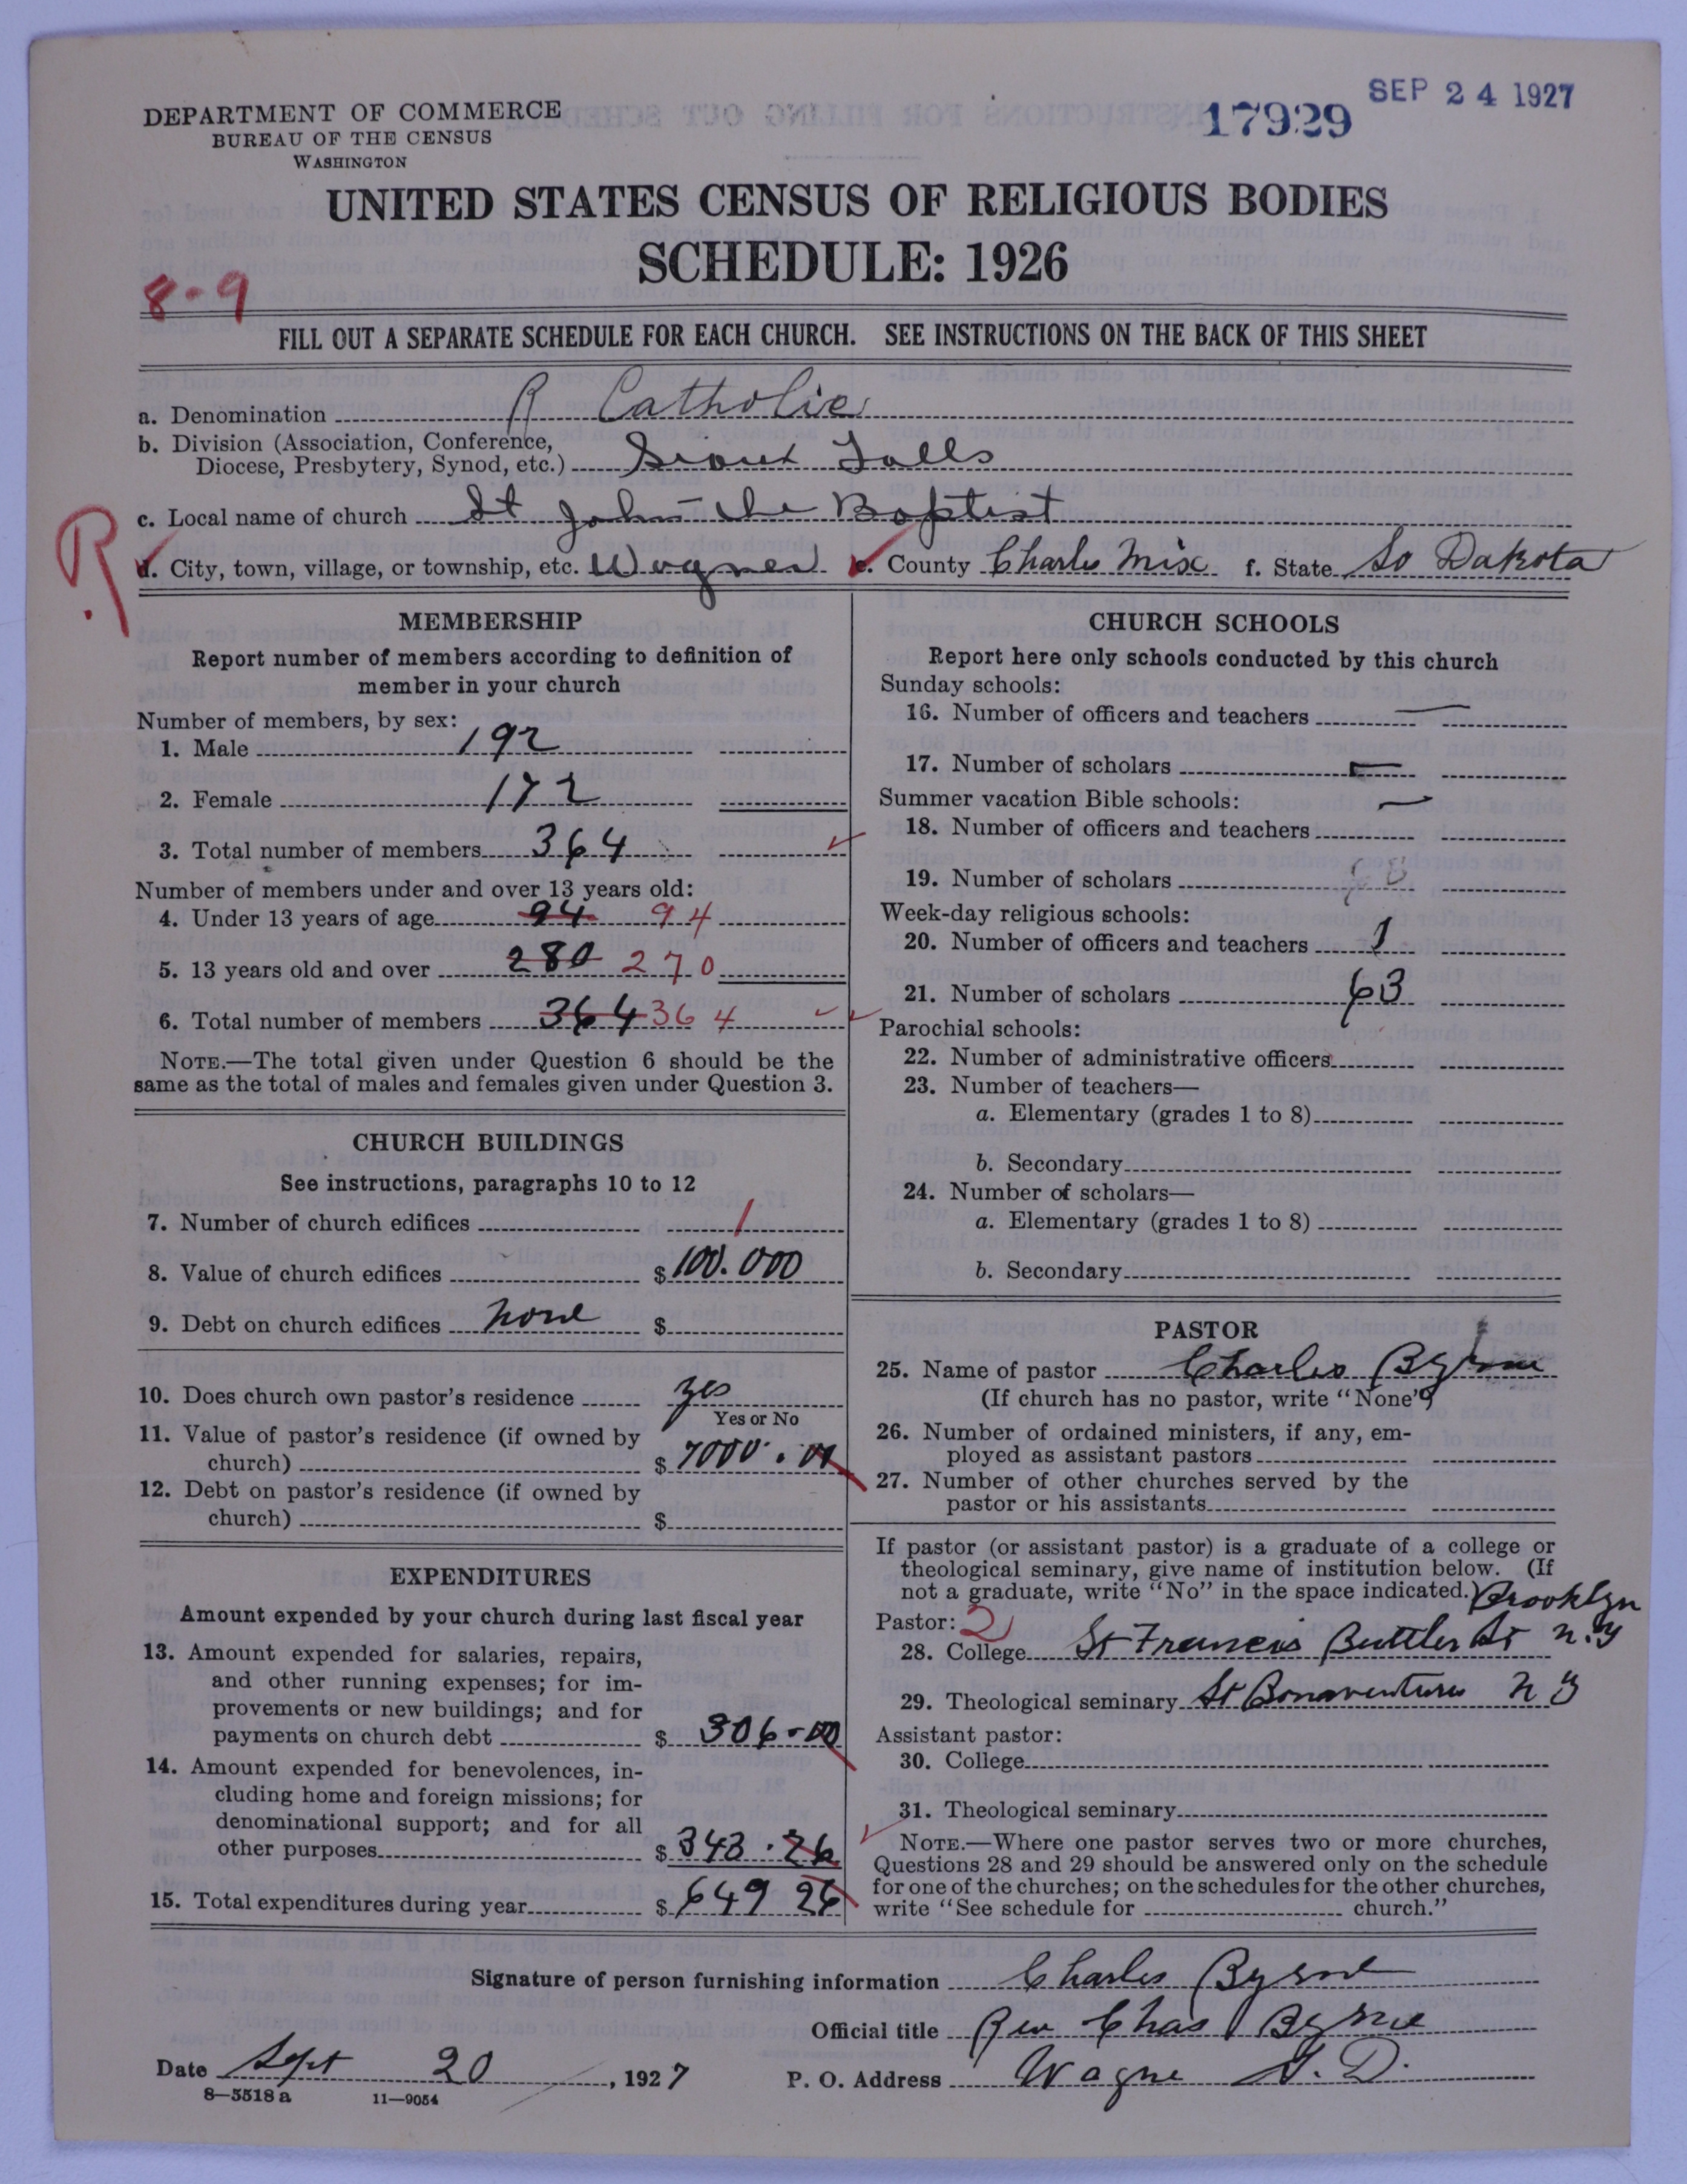 SEP 24 1927
17929
DEPARTMENT OF COMMERCE
BUREAU OF THE CENSUS
WASHINGTON
UNITED STATES CENSUS OF RELIGIOUS BODIES
SCHEDULE: 1926
8-9
FILL OUT A SEPARATE SCHEDULE FOR EACH CHURCH. SEE INSTRUCTIONS ON THE BACK OF THIS SHEET
a. Denomination R Catholic
b. Division (Association, Conference,
Diocese, Presbytery, Synod, etc.) Sioux Falls
c. Local name of church St John the Baptist
R.
d. City, town, village, or township, etc. Wagner e. County Charles Mix f. State So Dakota
MEMBERSHIP
Report number of members according to definition of
member in your church
Number of members, by sex:
1. Male 192
2. Female 172
3. Total number of members 364
Number of members under and over 13 years old:
4. Under 13 years of age 94 94
5. 13 years old and over 280 270
6. Total number of members 364 364
NOTE.—The total given under Question 6 should be the
same as the total of males and females given under Question 3.
CHURCH BUILDINGS
See instructions, paragraphs 10 to 12
7. Number of church edifices 1
8. Value of church edifices $ 100.000
9. Debt on church edifices none $
10. Does church own pastor's residence yes
Yes or No
11. Value of pastor's residence (if owned by
church) $ 7000.00
12. Debt on pastor's residence (if owned by
church) $
EXPENDITURES
Amount expended by your church during last fiscal year
13. Amount expended for salaries, repairs,
and other running expenses; for im-
provements or new buildings; and for
payments on church debt $ 306-00
14. Amount expended for benevolences, in-
cluding home and foreign missions; for
denominational support; and for all
other purposes $ 343.26
15. Total expenditures during year $ 649 26
CHURCH SCHOOLS
Report here only schools conducted by this church
Sunday schools:
16. Number of officers and teachers —
17. Number of scholars —
Summer vacation Bible schools: —
18. Number of officers and teachers
19. Number of scholars
Week-day religious schools:
20. Number of officers and teachers 1
21. Number of scholars 63
Parochial schools:
22. Number of administrative officers
23. Number of teachers—
a. Elementary (grades 1 to 8)
b. Secondary
24. Number of scholars—
a. Elementary (grades 1 to 8)
b. Secondary
PASTOR
25. Name of pastor Charles Byrne
(If church has no pastor, write "None")
26. Number of ordained ministers, if any, em-
ployed as assistant pastors
27. Number of other churches served by the
pastor or his assistants
If pastor (or assistant pastor) is a graduate of a college or
theological seminary, give name of institution below. (If
not a graduate, write "No" in the space indicated.) Brooklyn
Pastor: 2
28. College St Francis Buttler St N.Y
29. Theological seminary St Bonaventures N Y
Assistant pastor:
30. College
31. Theological seminary
NOTE.—Where one pastor serves two or more churches,
Questions 28 and 29 should be answered only on the schedule
for one of the churches; on the schedules for the other churches,
write "See schedule for church."
Signature of person furnishing information Charles Byrne
Official title Rev Chas Byrne
Date Sept 20, 1927 P. O. Address Wagne S.D.
8—5518 a 11—9054